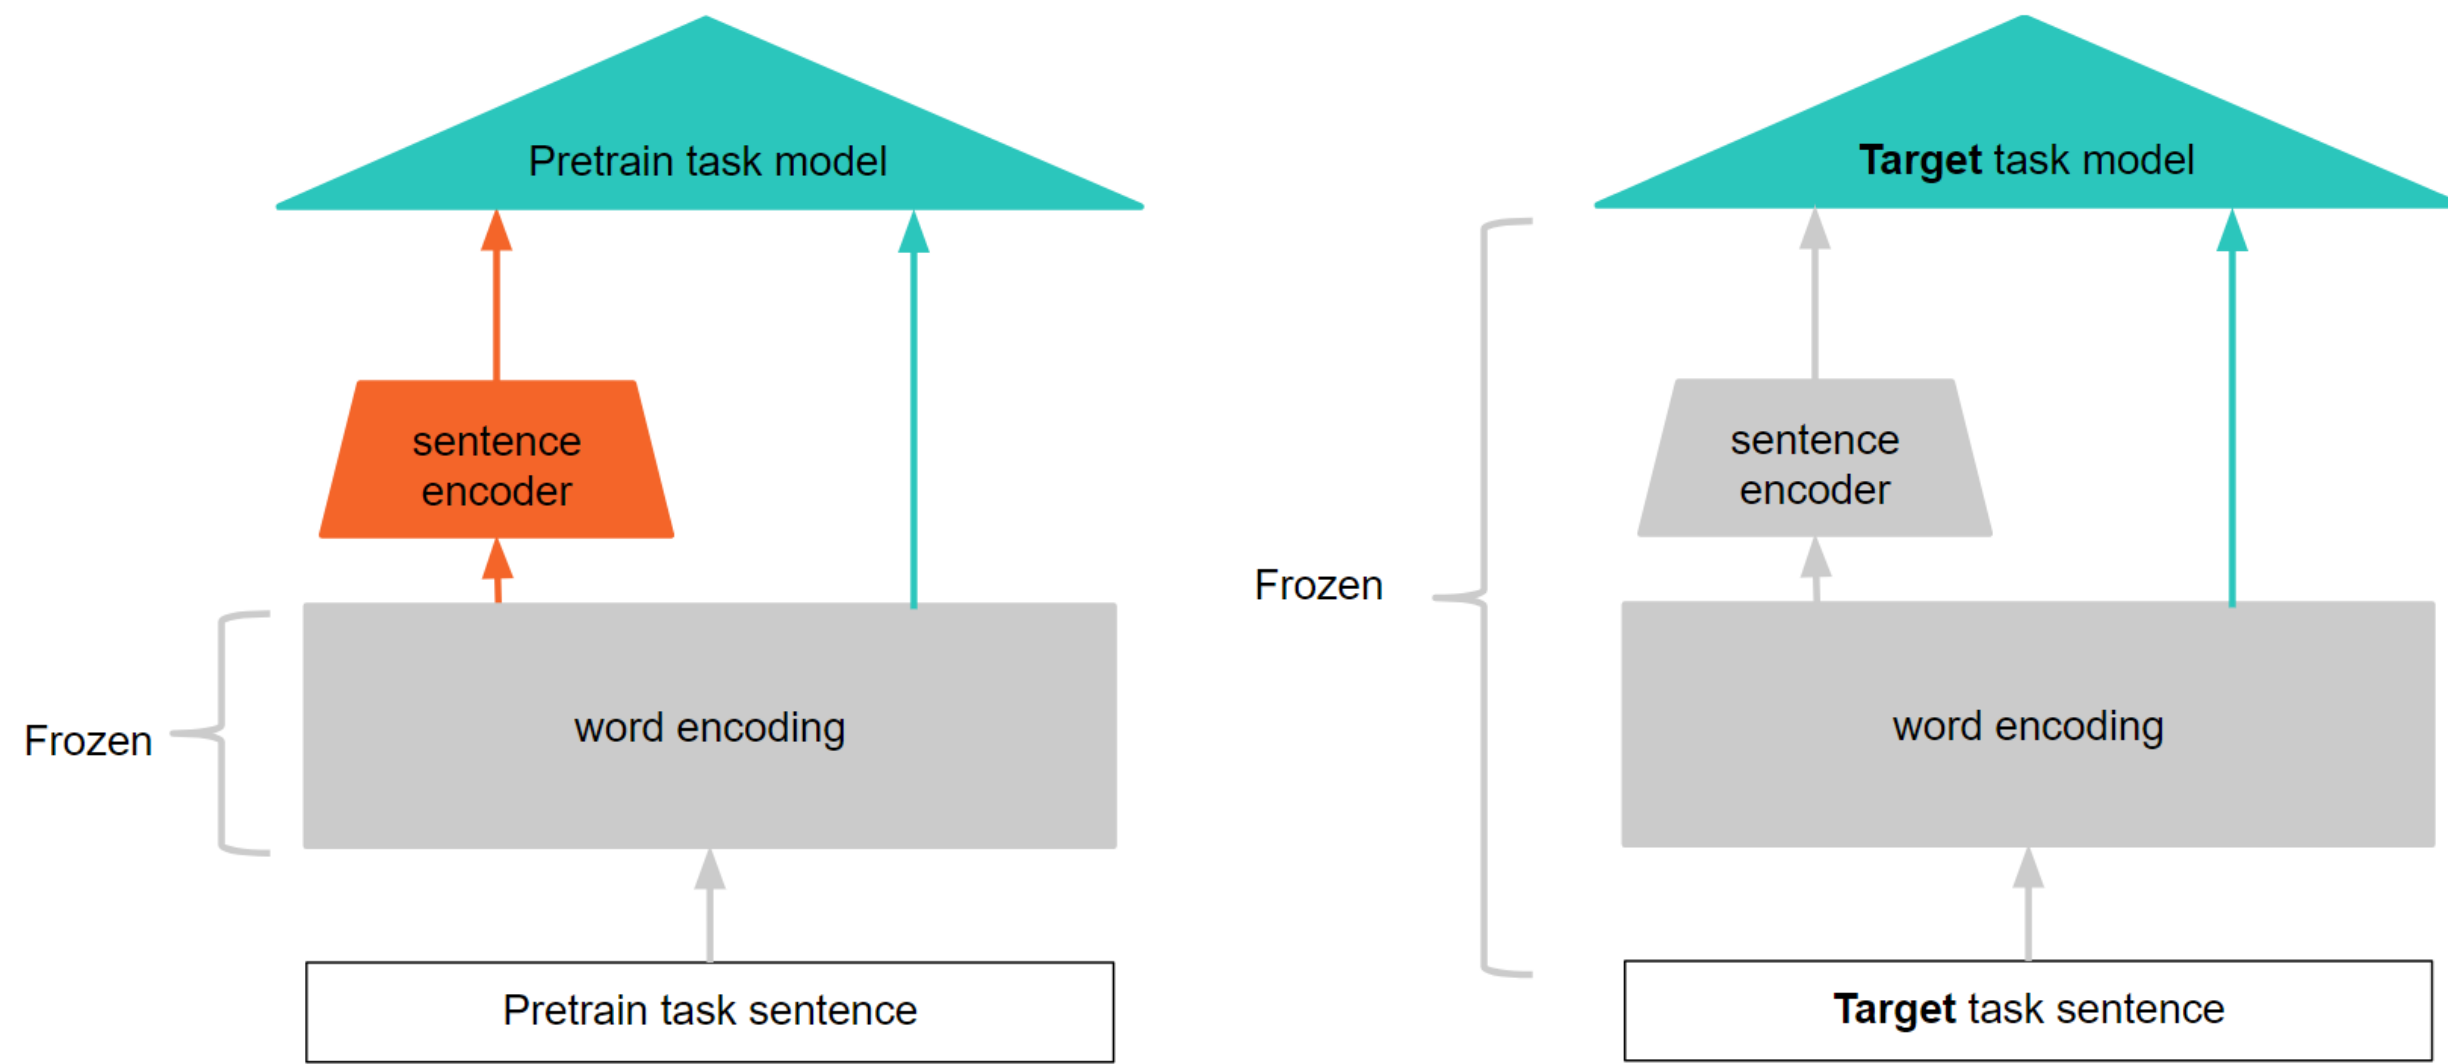 Pretrain task model
sentence
encoder
Frozen
word encoding
Pretrain task sentence
Target task model
sentence
encoder
Frozen
word encoding
Target task sentence